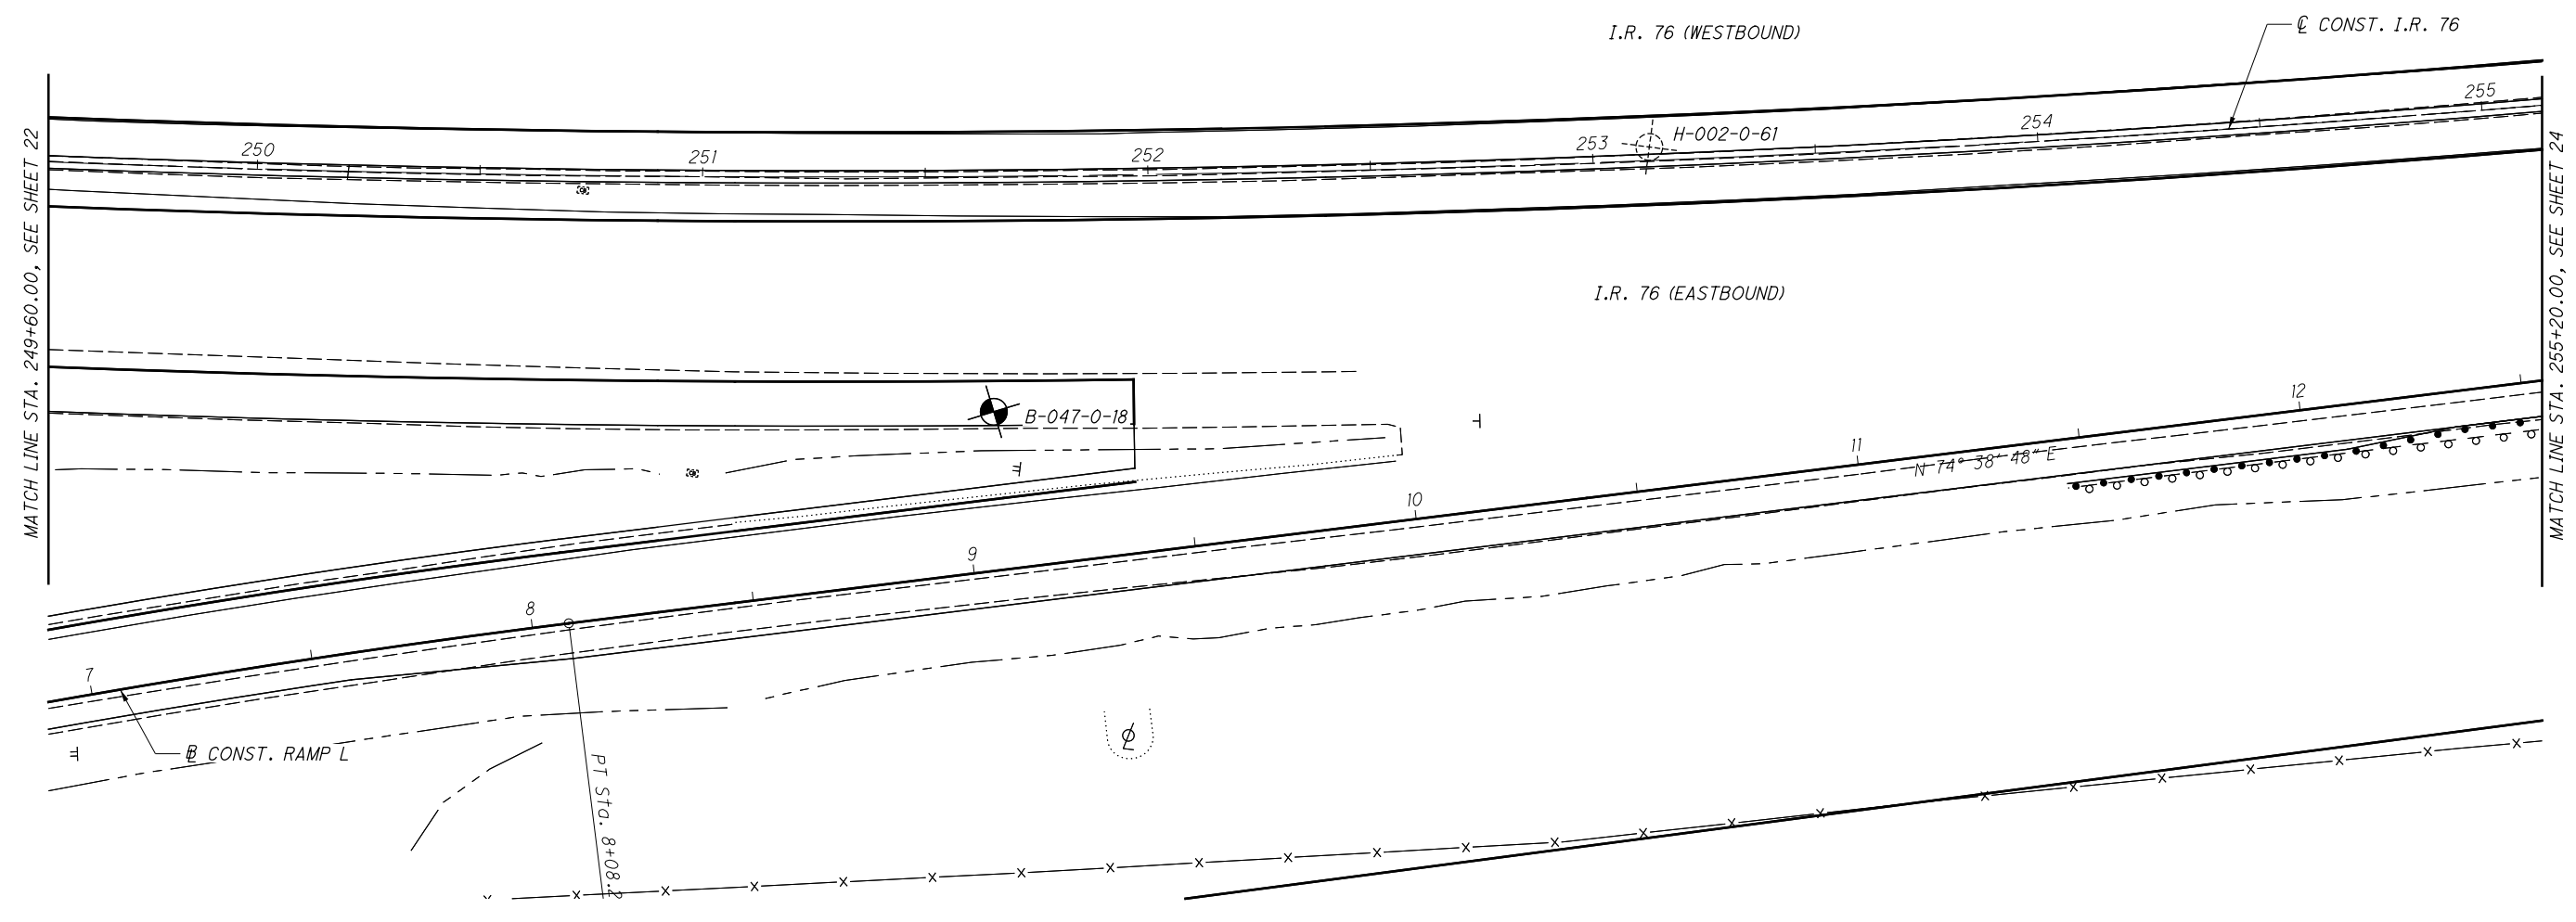 I.R. 76 (WESTBOUND)
℄ CONST. I.R. 76
250
251
252
253
H-002-0-61
254
255
MATCH LINE STA. 249+60.00, SEE SHEET 22
MATCH LINE STA. 255+20.00, SEE SHEET 24
I.R. 76 (EASTBOUND)
B-047-0-18
12
11
N 74° 38' 48" E
10
9
8
7
CONST. RAMP L
PT Sta. 8+08.2